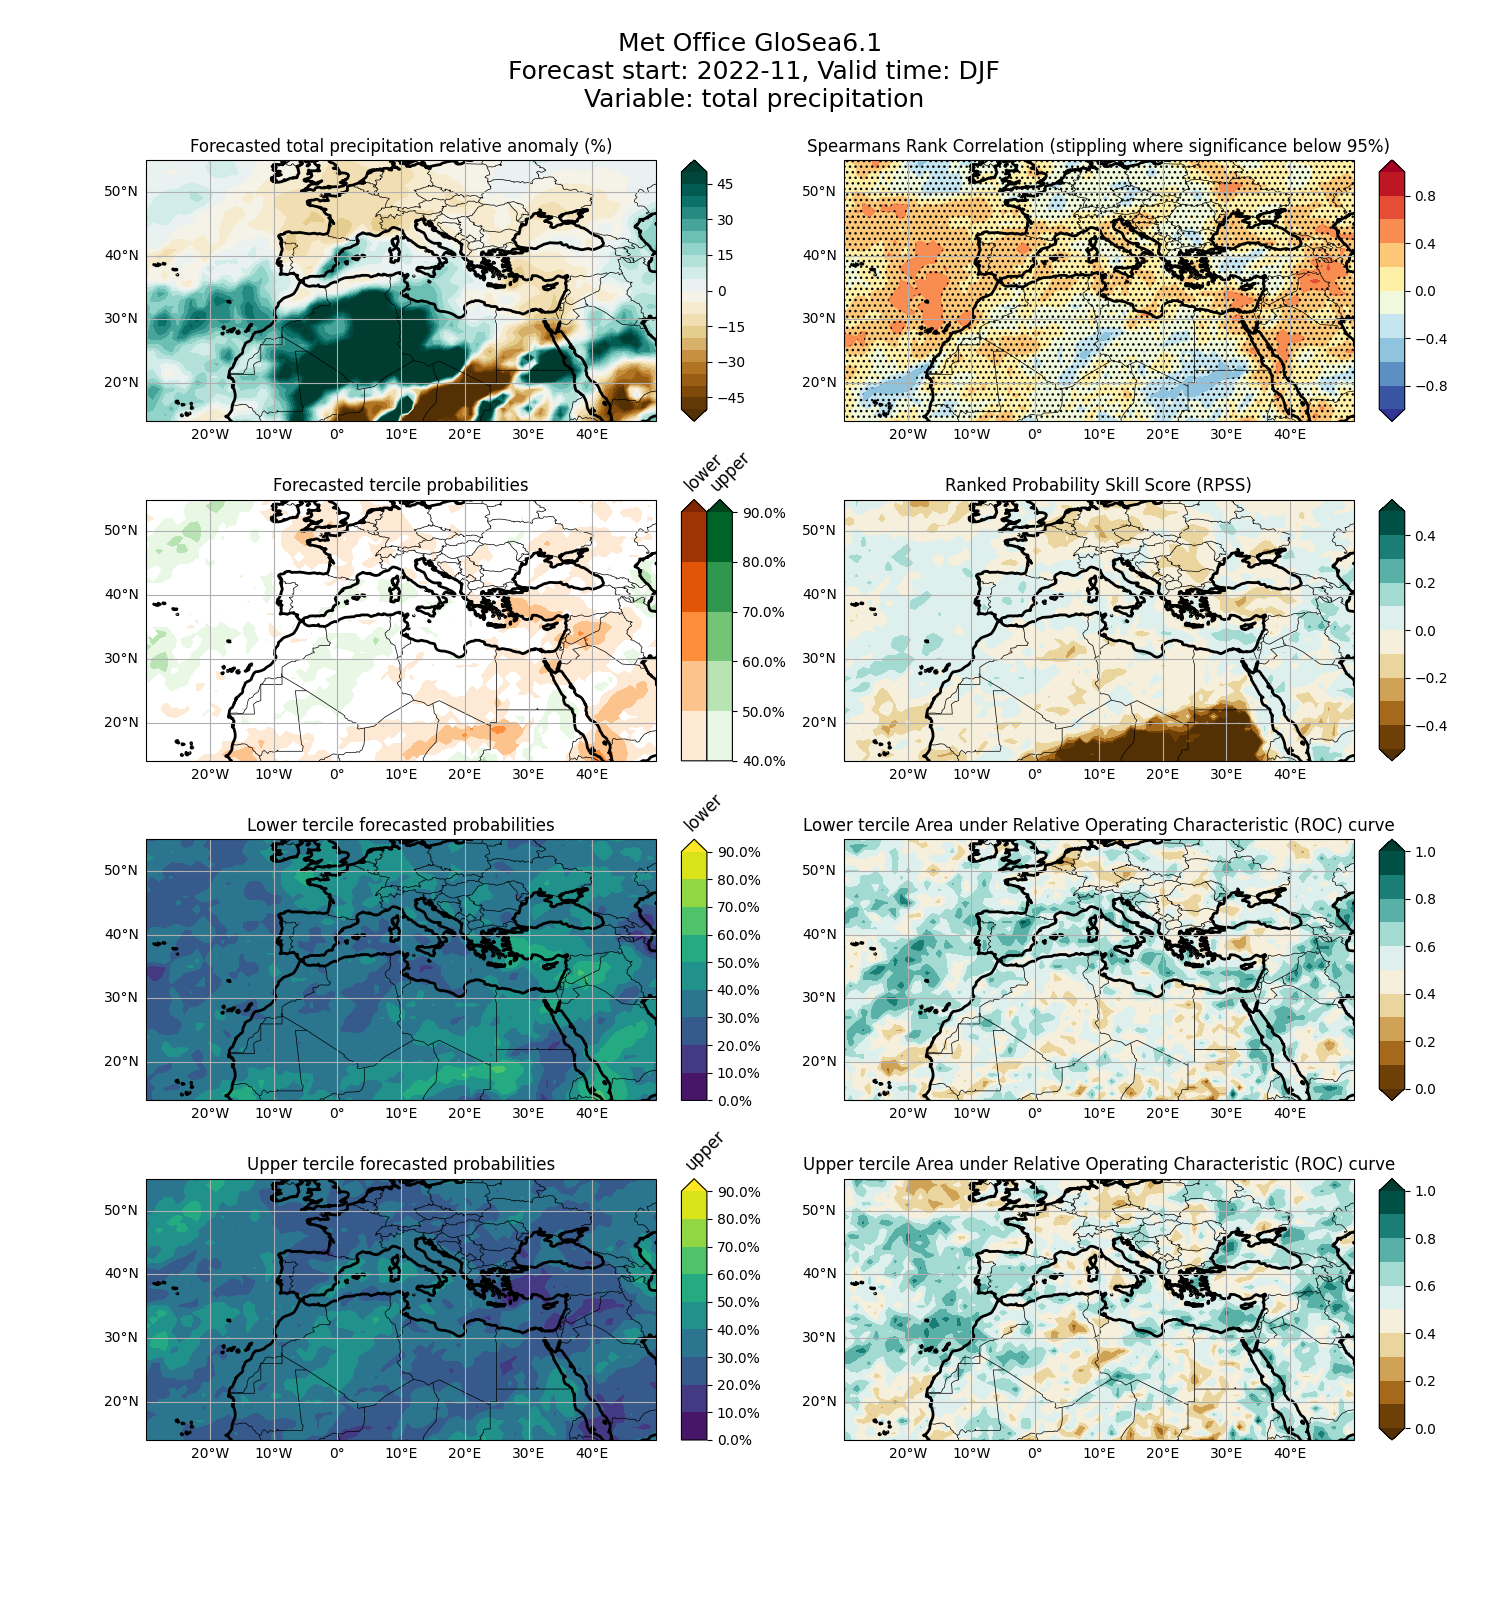 Met Office GloSea6.1
Forecast start: 2022-11, Valid time: DJF
Variable: total precipitation
Forecasted total precipitation relative anomaly (%)
50°N
40°N
30°N
20°N
20°W 10°W 0° 10°E 20°E 30°E 40°E
45
30
15
0
−15
−30
−45
Spearmans Rank Correlation (stippling where significance below 95%)
50°N
40°N
30°N
20°N
20°W 10°W 0° 10°E 20°E 30°E 40°E
0.8
0.4
0.0
−0.4
−0.8
Forecasted tercile probabilities
50°N
40°N
30°N
20°N
20°W 10°W 0° 10°E 20°E 30°E 40°E
lower
upper
90.0%
80.0%
70.0%
60.0%
50.0%
40.0%
Ranked Probability Skill Score (RPSS)
50°N
40°N
30°N
20°N
20°W 10°W 0° 10°E 20°E 30°E 40°E
0.4
0.2
0.0
−0.2
−0.4
Lower tercile forecasted probabilities
50°N
40°N
30°N
20°N
20°W 10°W 0° 10°E 20°E 30°E 40°E
lower
90.0%
80.0%
70.0%
60.0%
50.0%
40.0%
30.0%
20.0%
10.0%
0.0%
Lower tercile Area under Relative Operating Characteristic (ROC) curve
50°N
40°N
30°N
20°N
20°W 10°W 0° 10°E 20°E 30°E 40°E
1.0
0.8
0.6
0.4
0.2
0.0
Upper tercile forecasted probabilities
50°N
40°N
30°N
20°N
20°W 10°W 0° 10°E 20°E 30°E 40°E
upper
90.0%
80.0%
70.0%
60.0%
50.0%
40.0%
30.0%
20.0%
10.0%
0.0%
Upper tercile Area under Relative Operating Characteristic (ROC) curve
50°N
40°N
30°N
20°N
20°W 10°W 0° 10°E 20°E 30°E 40°E
1.0
0.8
0.6
0.4
0.2
0.0